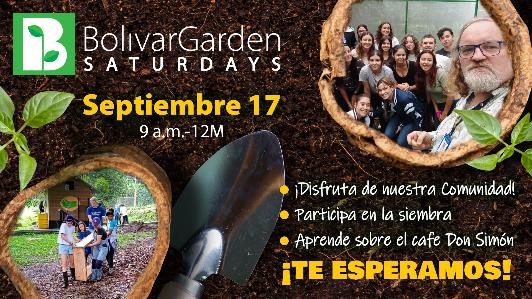 BolivarGarden
SATURDAYS
Septiembre 17
9 a.m.-12M
¡Disfruta de nuestra Comunidad!
Participa en la siembra
Aprende sobre el cafe Don Simón
¡TE ESPERAMOS!